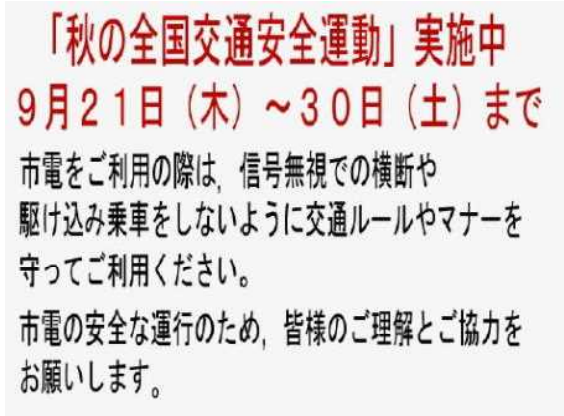 「秋の全国交通安全運動」実施中
９月２１日（木）～３０日（土）まで
市電をご利用の際は，信号無視での横断や
駆け込み乗車をしないように交通ルールやマナーを
守ってご利用ください。
市電の安全な運行のため，皆様のご理解とご協力を
お願いします。